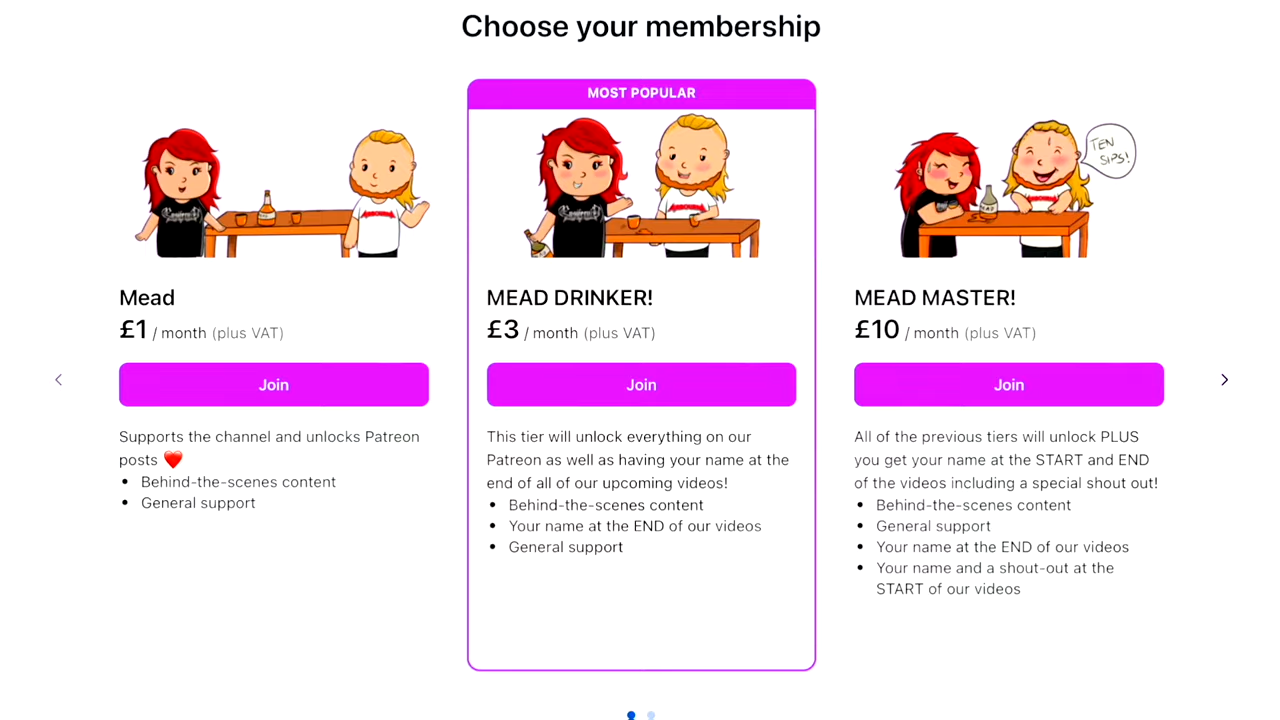 Choose your membership
MOST POPULAR
TEN
SIPS!
Mead
£1 / month (plus VAT)
Join
Supports the channel and unlocks Patreon
posts ❤️
• Behind-the-scenes content
• General support
MEAD DRINKER!
£3 / month (plus VAT)
Join
This tier will unlock everything on our
Patreon as well as having your name at the
end of all of our upcoming videos!
• Behind-the-scenes content
• Your name at the END of our videos
• General support
MEAD MASTER!
£10 / month (plus VAT)
Join
All of the previous tiers will unlock PLUS
you get your name at the START and END
of the videos including a special shout out!
• Behind-the-scenes content
• General support
• Your name at the END of our videos
• Your name and a shout-out at the
START of our videos